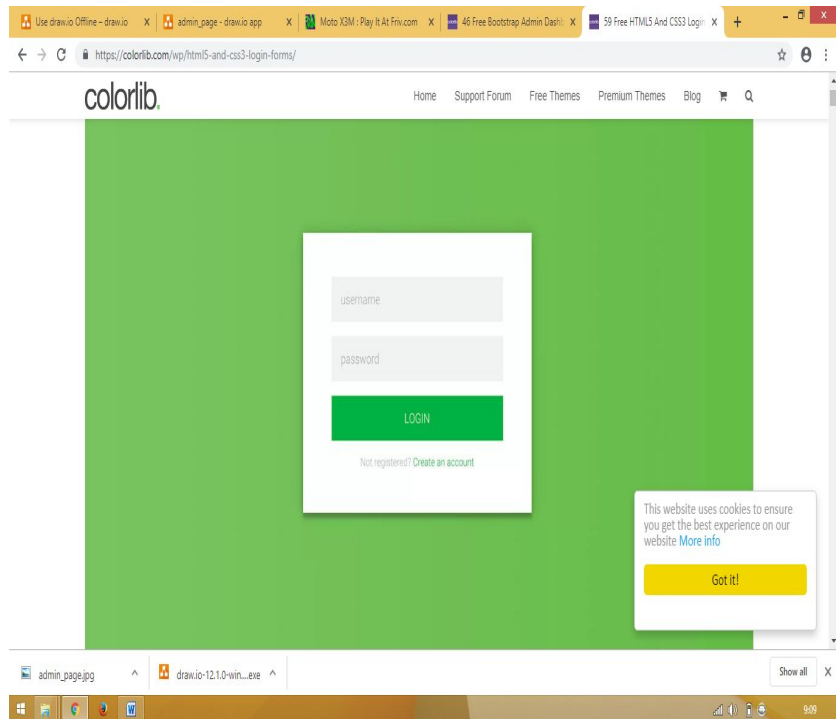 Use draw.io Offline – draw.io
admin_page - draw.io app
Moto X3M : Play It At Friv.com
46 Free Bootstrap Admin Dashb
59 Free HTML5 And CSS3 Login
https://colorlib.com/wp/html5-and-css3-login-forms/
colorlib.
Home
Support Forum
Free Themes
Premium Themes
Blog
username
password
LOGIN
Not registered? Create an account
This website uses cookies to ensure
you get the best experience on our
website More info
Got it!
admin_page.jpg
draw.io-12.1.0-win....exe
Show all
9:09